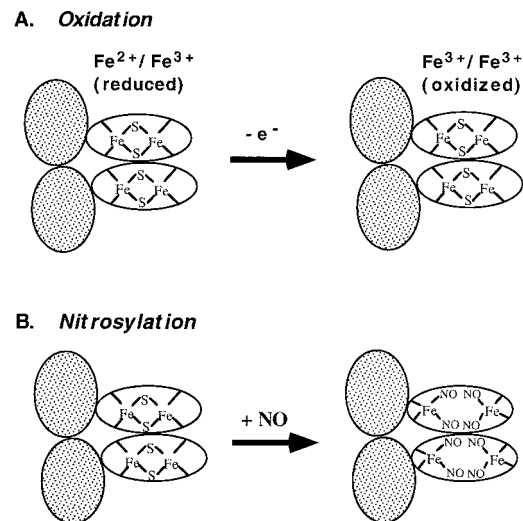 A. Oxidation
Fe2+/ Fe3+ Fe3+/ Fe3+
(reduced) (oxidized)
S S
Fe Fe - e- Fe Fe
S S
S S
Fe Fe Fe Fe
S S
B. Nitrosylation
S NO NO
Fe Fe Fe Fe
S + NO NO NO
S NO NO
Fe Fe Fe Fe
S NO NO